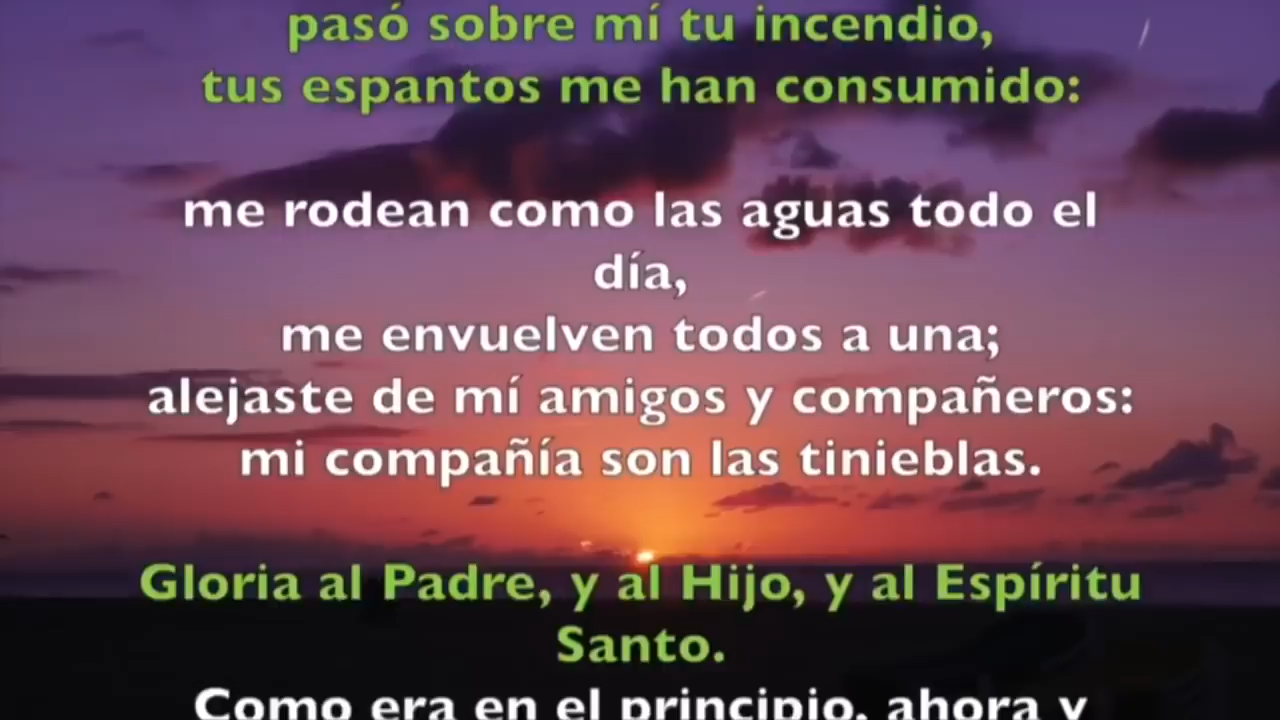 pasó sobre mí tu incendio,
tus espantos me han consumido:
me rodean como las aguas todo el
día,
me envuelven todos a una;
alejaste de mí amigos y compañeros:
mi compañía son las tinieblas.
Gloria al Padre, y al Hijo, y al Espíritu
Santo.
Como era en el principio, ahora y